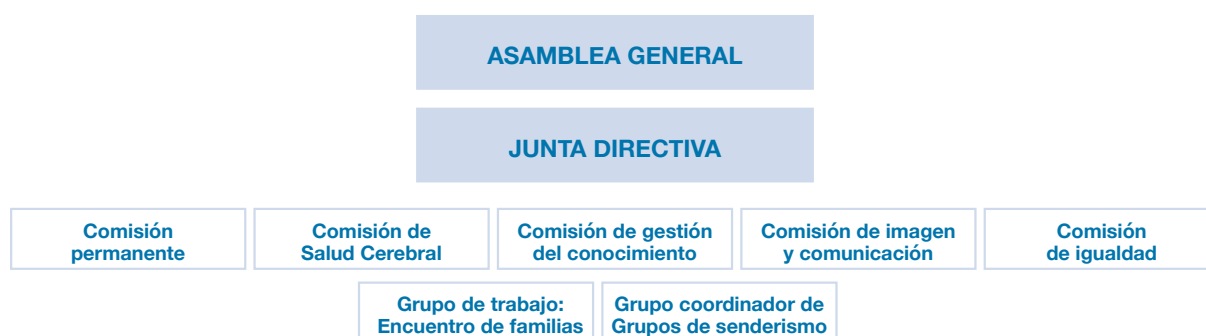 ASAMBLEA GENERAL
JUNTA DIRECTIVA
Comisión
permanente
Comisión de
Salud Cerebral
Comisión de gestión
del conocimiento
Comisión de imagen
y comunicación
Comisión
de igualdad
Grupo de trabajo:
Encuentro de familias
Grupo coordinador de
Grupos de senderismo